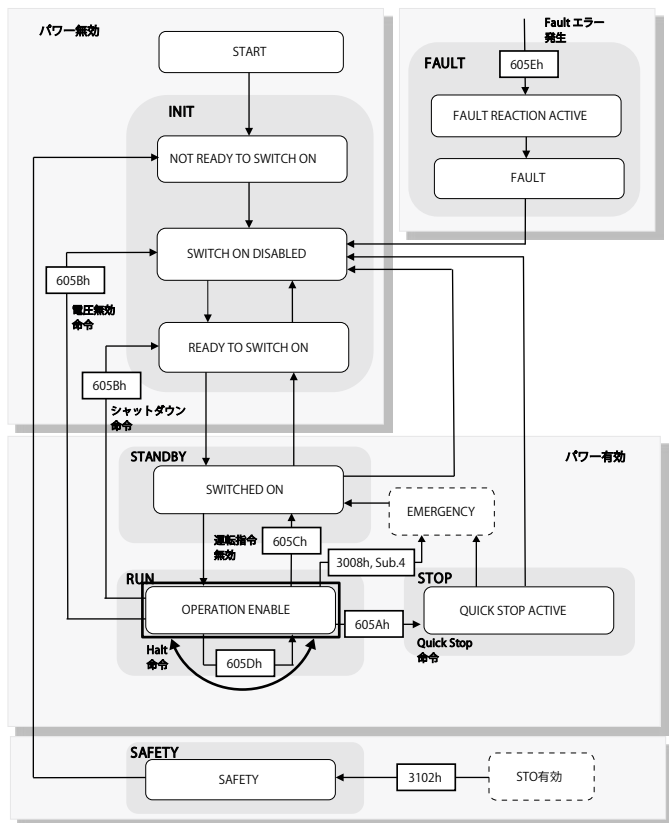 パワー無効
START
INIT
NOT READY TO SWITCH ON
SWITCH ON DISABLED
605Bh
電圧無効
命令
READY TO SWITCH ON
605Bh
シャットダウン
命令
Fault エラー
発生
FAULT
605Eh
FAULT REACTION ACTIVE
FAULT
パワー有効
STANDBY
SWITCHED ON
EMERGENCY
運転指令
無効
605Ch
3008h, Sub.4
RUN
OPERATION ENABLE
605Ah
STOP
QUICK STOP ACTIVE
Quick Stop
命令
Halt
命令
605Dh
SAFETY
SAFETY
3102h
STO有効